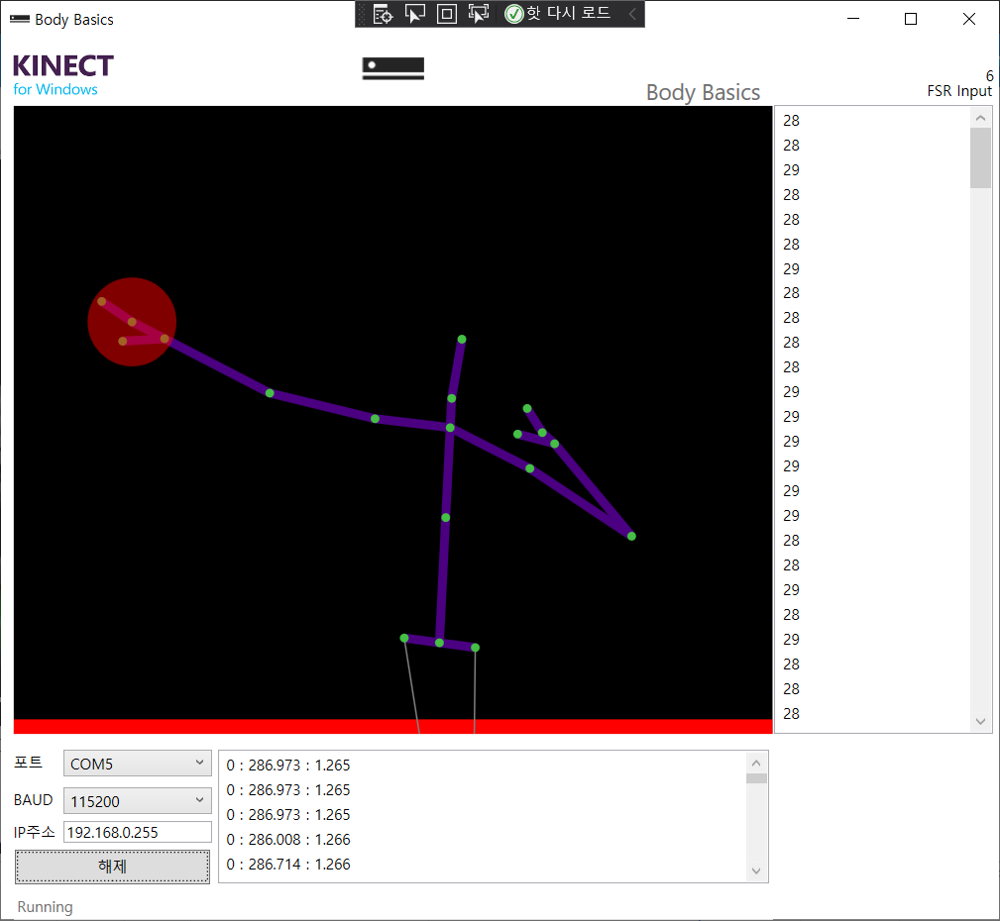 Body Basics
핫 다시 로드
KINECT
for Windows
Body Basics
6
FSR Input
28
28
29
28
28
28
29
28
28
28
28
29
29
29
29
29
29
28
28
29
28
29
28
28
28
포트
COM5
BAUD
115200
IP주소
192.168.0.255
해제
0 : 286.973 : 1.265
0 : 286.973 : 1.265
0 : 286.973 : 1.265
0 : 286.008 : 1.266
0 : 286.714 : 1.266
Running